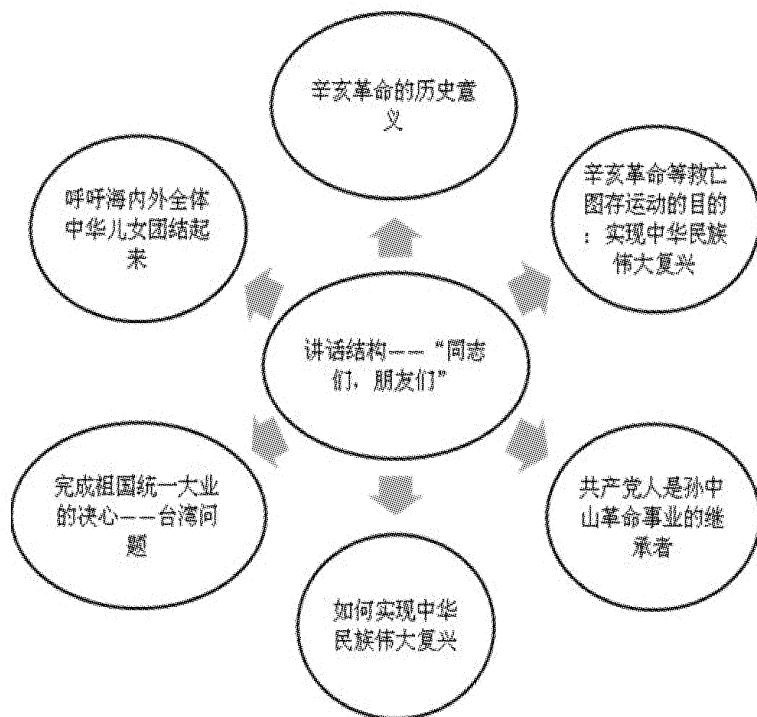 辛亥革命的历史意
义
辛亥革命等救亡
图存运动的目的
：实现中华民族
伟大复兴
共产党人是孙中
山革命事业的继
承者
如何实现中华
民族伟大复兴
完成祖国统一大业
的决心——台湾问
题
呼吁海内外全体
中华儿女团结起
来
讲话结构——“同志
们，朋友们”